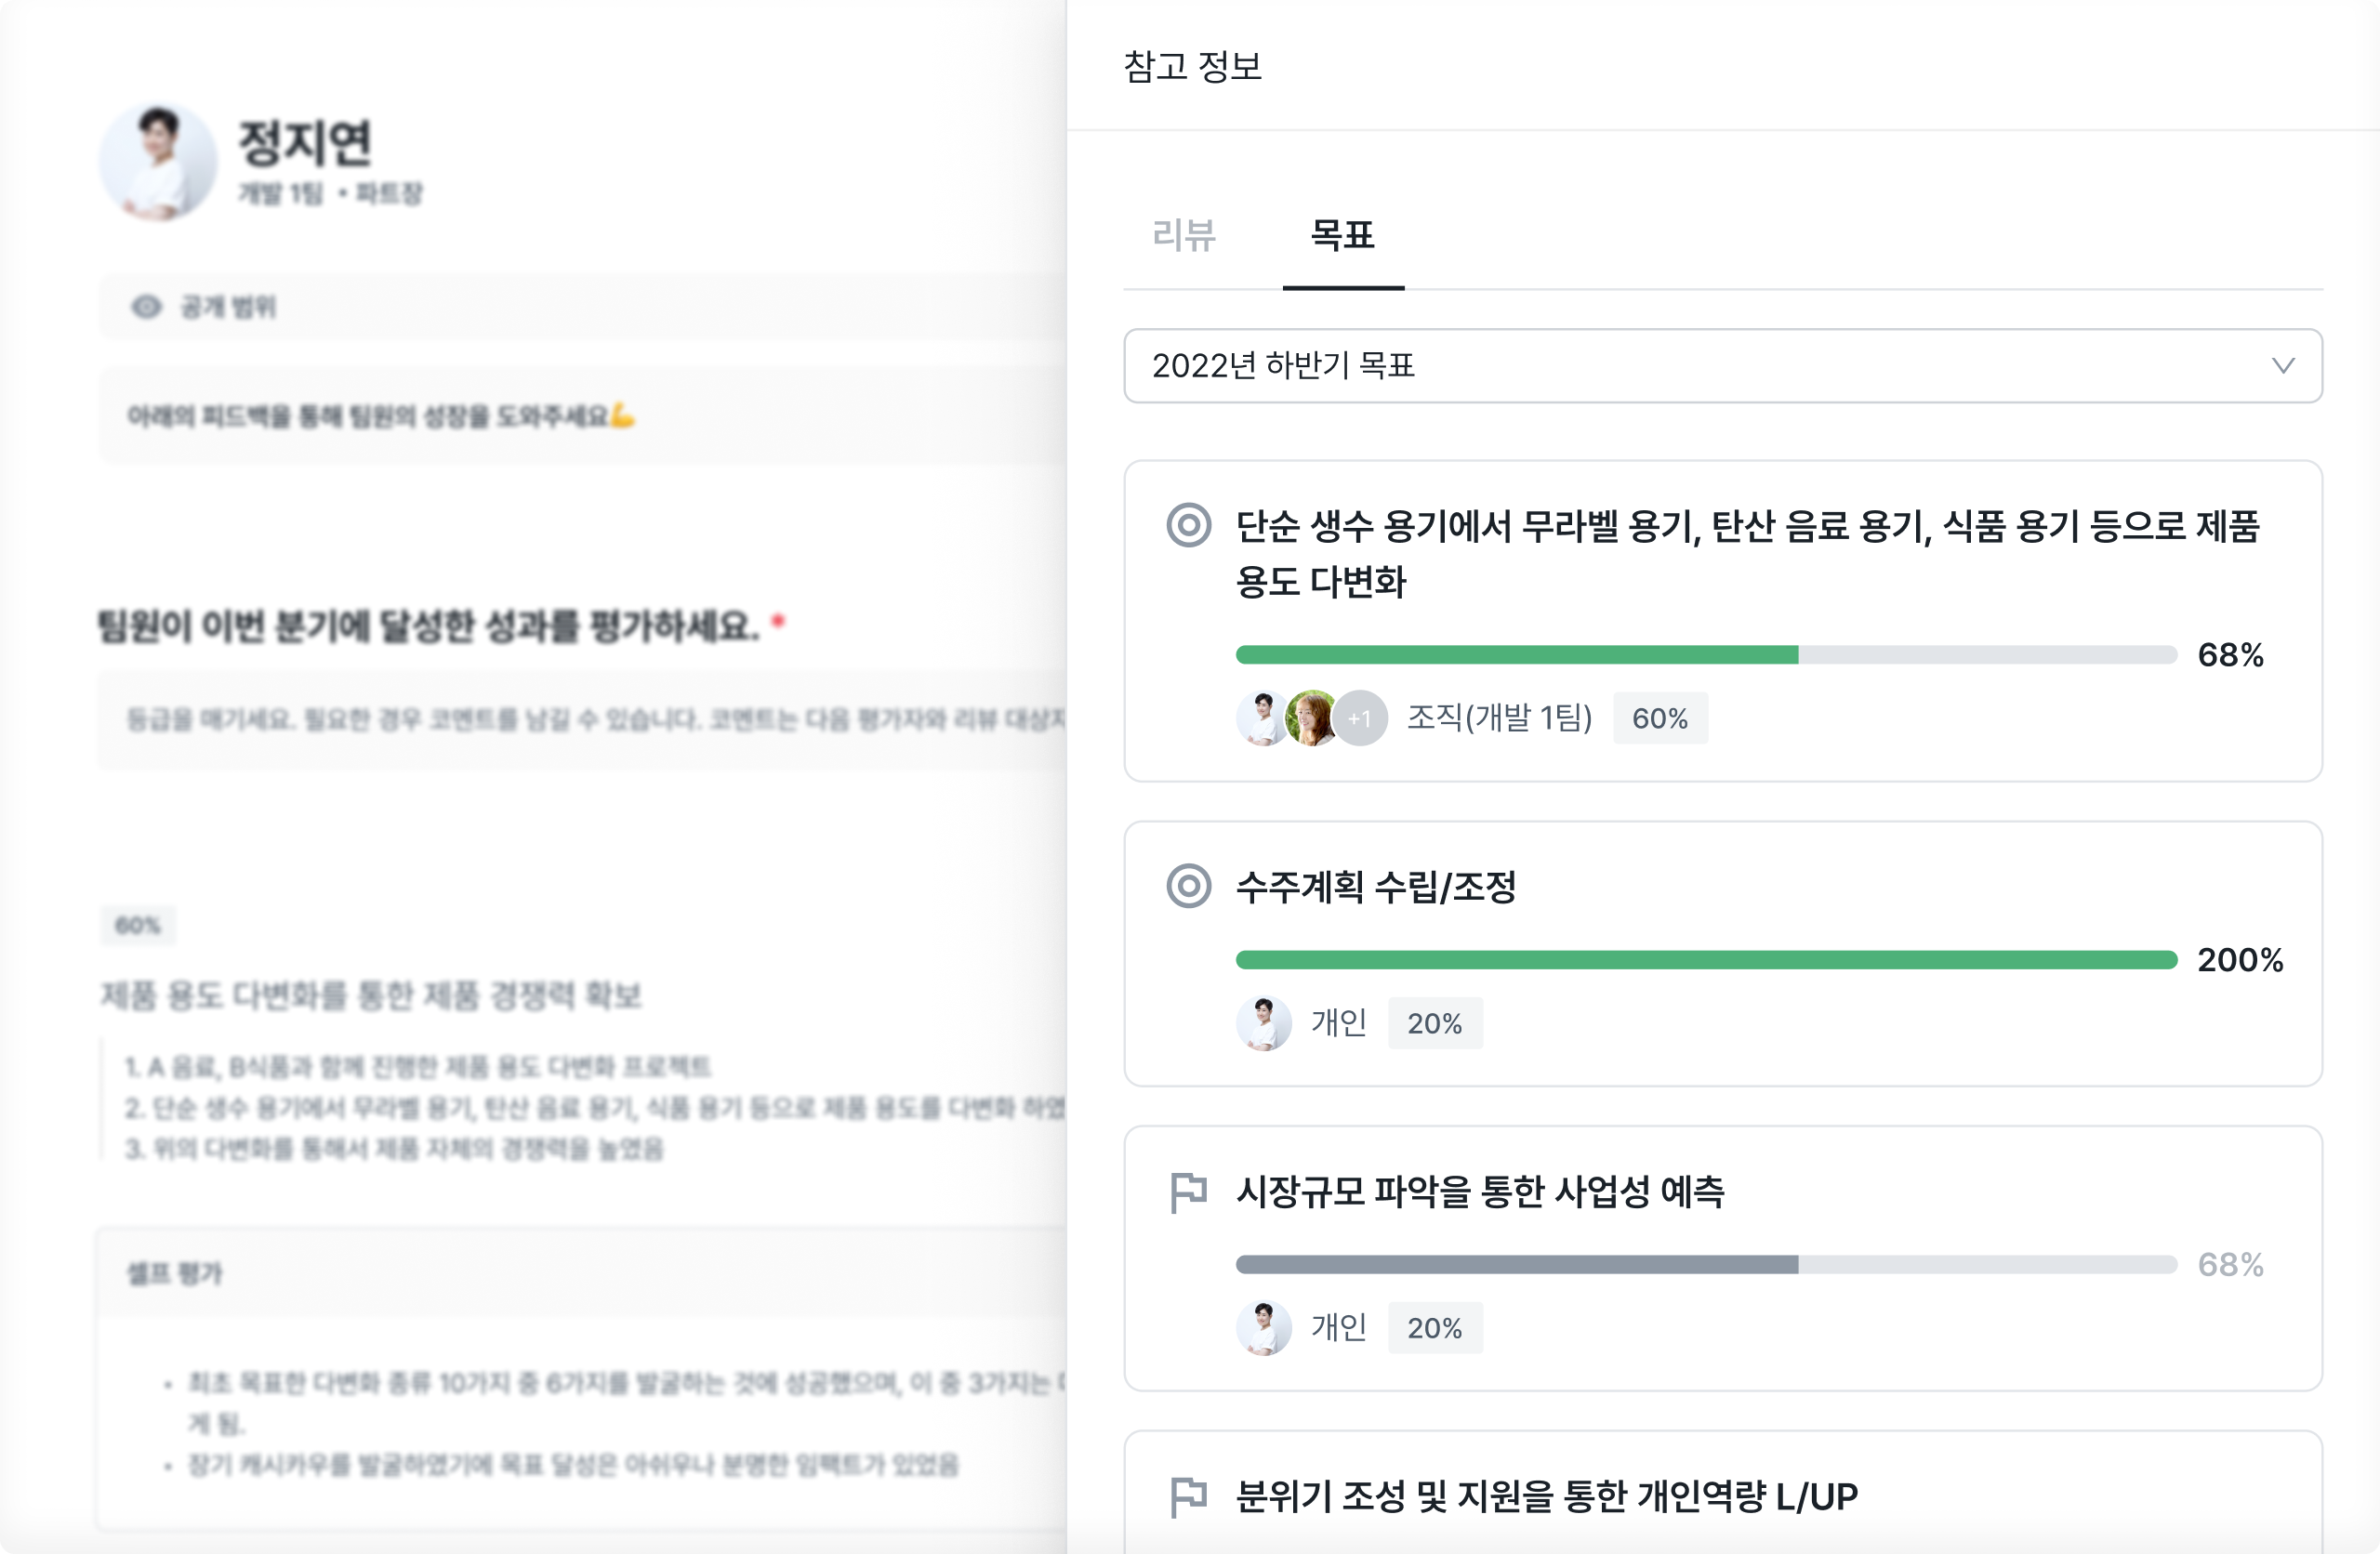 정지연
개발 1팀 • 파트장
공개 범위
아래의 피드백을 통해 팀원의 성장을 도와주세요💪
팀원이 이번 분기에 달성한 성과를 평가하세요. •
등급을 매기세요. 필요한 경우 코멘트를 남길 수 있습니다. 코멘트는 다음 평가자와 리뷰
60%
제품 용도 다변화를 통한 제품 경쟁력 확보
1. A 음료, B식품과 함께 진행한 제품 용도 다변화 프로젝트
2. 단순 생수 용기에서 무라벨 용기, 탄산 음료 용기, 식품 용기 등으로 제품 용도를 다변화
3. 위의 다변화를 통해서 제품 자체의 경쟁력을 높였음
셀프 평가
• 최초 목표한 다변화 종류 10가지 중 6가지를 발굴하는 것에 성공했으며, 이 중 3가지는
게 됨.
• 장기 캐시카우를 발굴하였기에 목표 달성은 아쉬우나 분명한 임팩트가 있었음
참고 정보
리뷰 목표
2022년 하반기 목표
단순 생수 용기에서 무라벨 용기, 탄산 음료 용기, 식품 용기 등으로 제품
용도 다변화
68%
+1 조직(개발 1팀) 60%
수주계획 수립/조정
200%
개인 20%
시장규모 파악을 통한 사업성 예측
68%
개인 20%
분위기 조성 및 지원을 통한 개인역량 L/UP